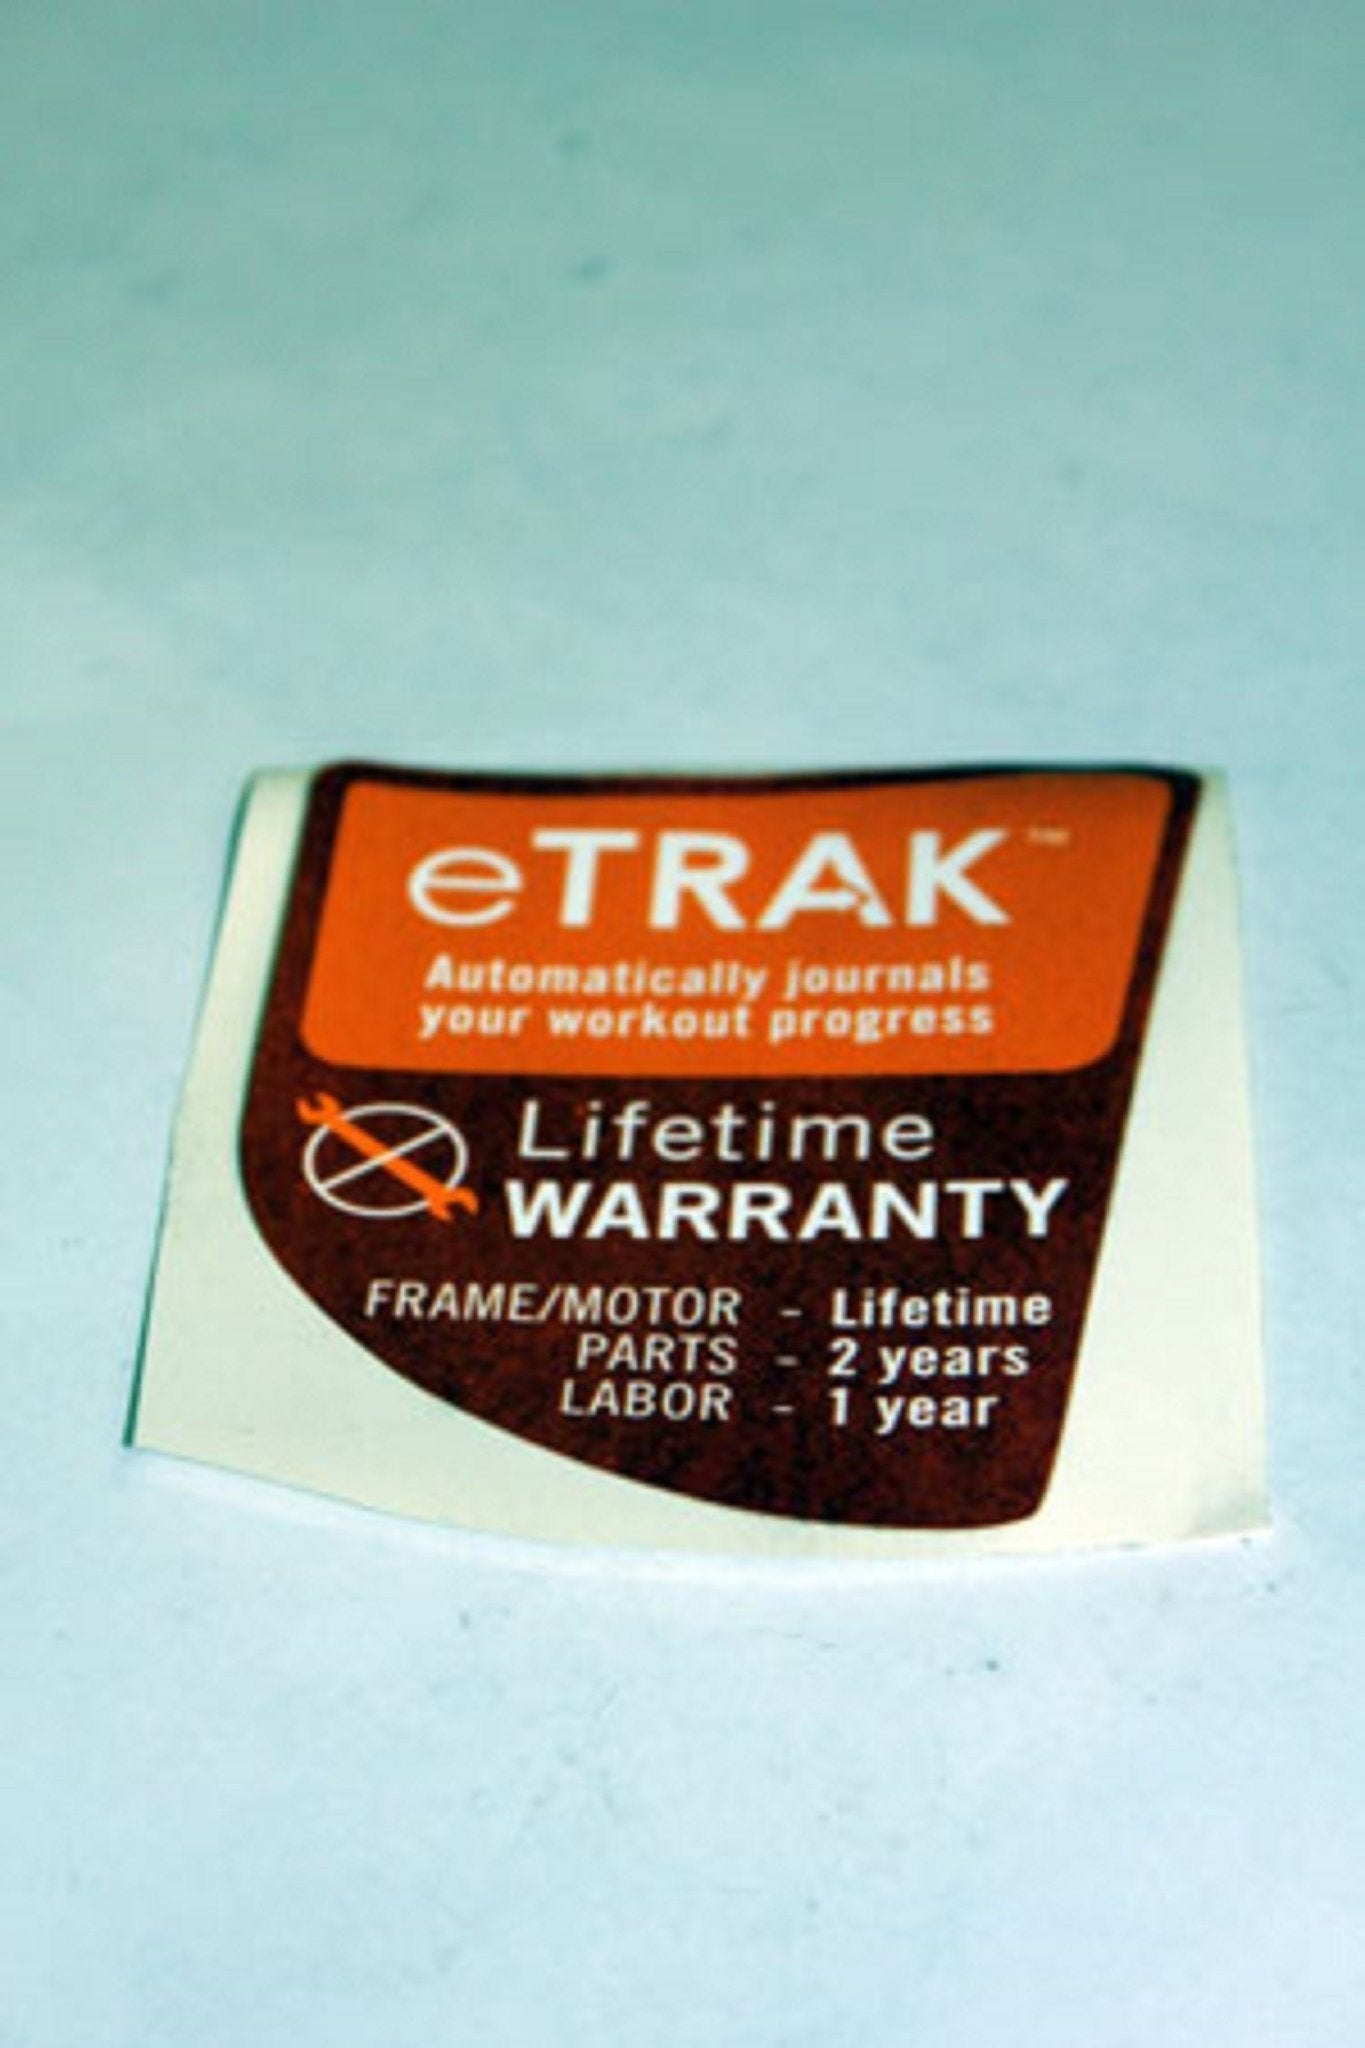 eTRAK™
Automatically journals
your workout progress
Lifetime
WARRANTY
FRAME/MOTOR - Lifetime
PARTS - 2 years
LABOR - 1 year